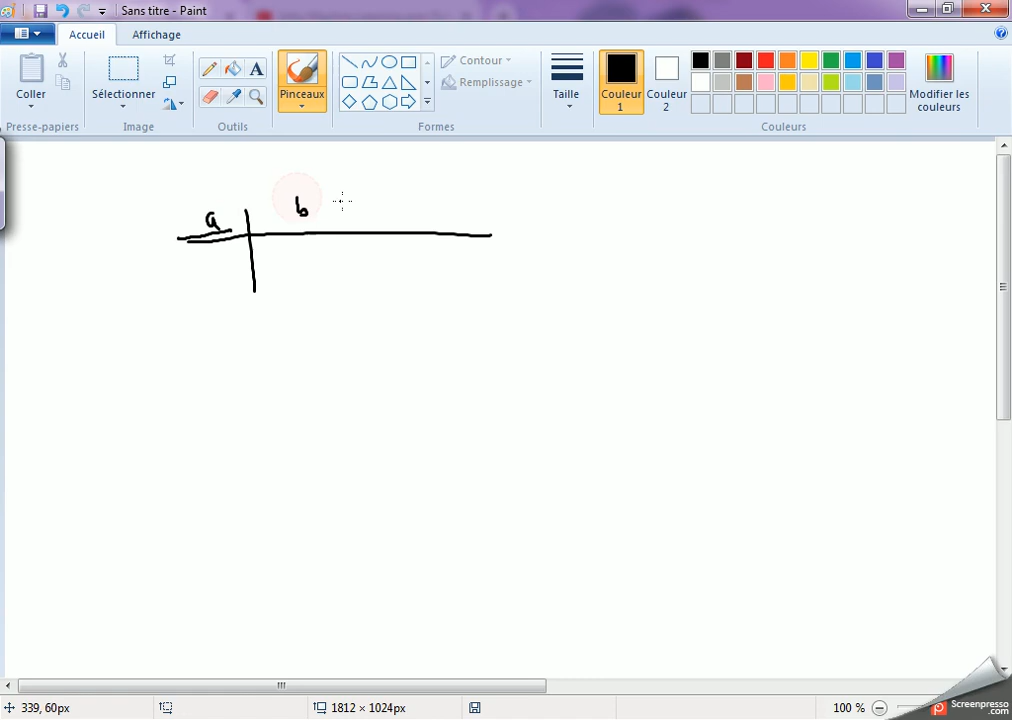 Sans titre - Paint
Accueil Affichage
Coller
Sélectionner
Pinceaux
Contour
Remplissage
Taille
Couleur 1
Couleur 2
Modifier les couleurs
Presse-papiers Image Outils Formes Couleurs
a b
339, 60px 1812 × 1024px 100 %
Screenpresso.com